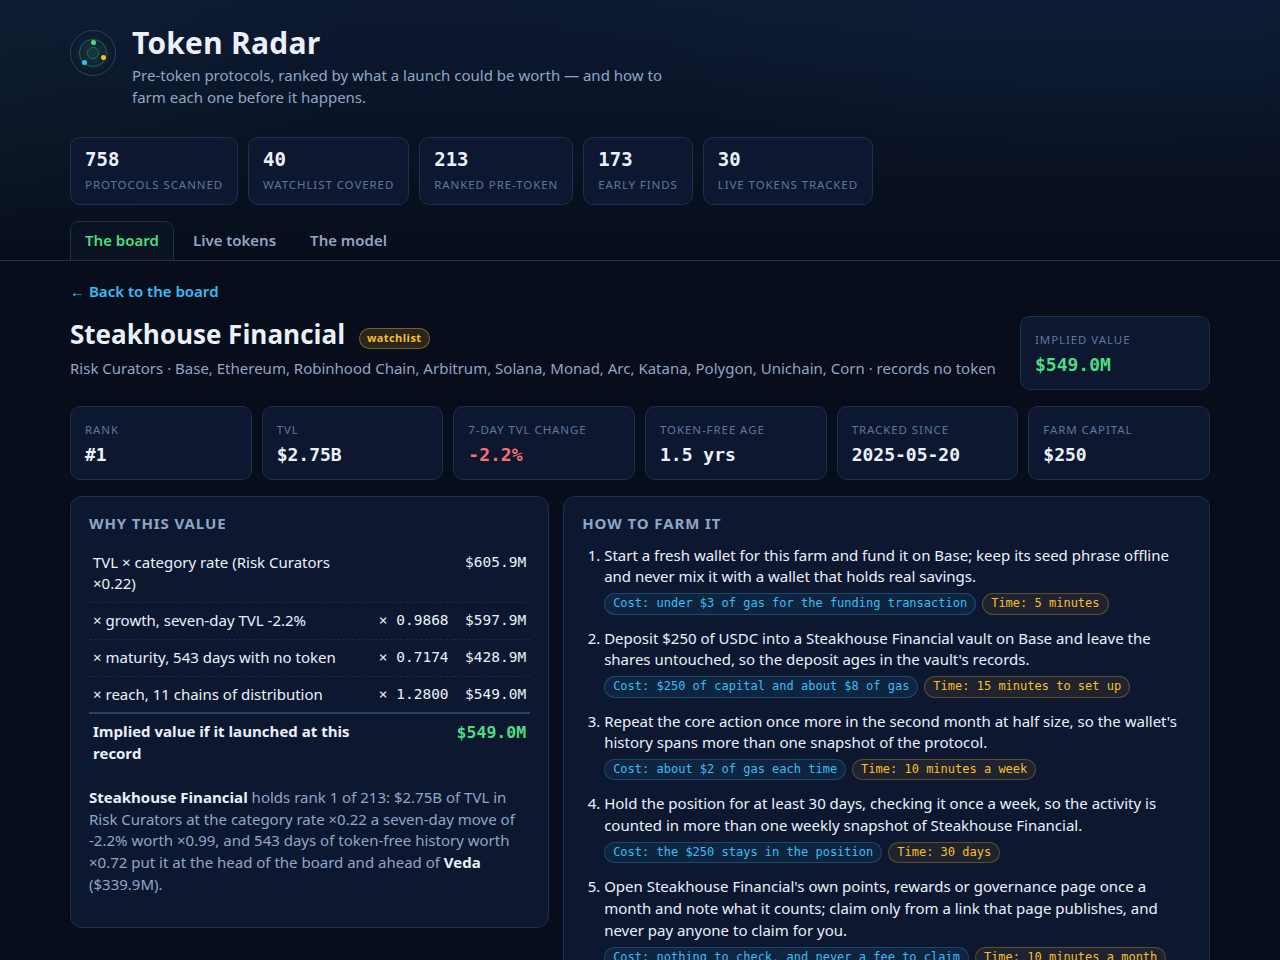 Token Radar
Pre-token protocols, ranked by what a launch could be worth — and how to
farm each one before it happens.
758
PROTOCOLS SCANNED
40
WATCHLIST COVERED
213
RANKED PRE-TOKEN
173
EARLY FINDS
30
LIVE TOKENS TRACKED
The board
Live tokens
The model
← Back to the board
Steakhouse Financial watchlist
Risk Curators · Base, Ethereum, Robinhood Chain, Arbitrum, Solana, Monad, Arc, Katana, Polygon, Unichain, Corn · records no token
IMPLIED VALUE
$549.0M
RANK
#1
TVL
$2.75B
7-DAY TVL CHANGE
-2.2%
TOKEN-FREE AGE
1.5 yrs
TRACKED SINCE
2025-05-20
FARM CAPITAL
$250
WHY THIS VALUE
TVL × category rate (Risk Curators $605.9M
×0.22)
× growth, seven-day TVL -2.2% × 0.9868 $597.9M
× maturity, 543 days with no token × 0.7174 $428.9M
× reach, 11 chains of distribution × 1.2800 $549.0M
Implied value if it launched at this $549.0M
record
Steakhouse Financial holds rank 1 of 213: $2.75B of TVL in
Risk Curators at the category rate ×0.22 a seven-day move of
-2.2% worth ×0.99, and 543 days of token-free history worth
×0.72 put it at the head of the board and ahead of Veda
($339.9M).
HOW TO FARM IT
1. Start a fresh wallet for this farm and fund it on Base; keep its seed phrase offline
and never mix it with a wallet that holds real savings.
Cost: under $3 of gas for the funding transaction Time: 5 minutes
2. Deposit $250 of USDC into a Steakhouse Financial vault on Base and leave the
shares untouched, so the deposit ages in the vault's records.
Cost: $250 of capital and about $8 of gas Time: 15 minutes to set up
3. Repeat the core action once more in the second month at half size, so the wallet's
history spans more than one snapshot of the protocol.
Cost: about $2 of gas each time Time: 10 minutes a week
4. Hold the position for at least 30 days, checking it once a week, so the activity is
counted in more than one weekly snapshot of Steakhouse Financial.
Cost: the $250 stays in the position Time: 30 days
5. Open Steakhouse Financial's own points, rewards or governance page once a
month and note what it counts; claim only from a link that page publishes, and
never pay anyone to claim for you.
Cost: nothing to check, and never a fee to claim Time: 10 minutes a month